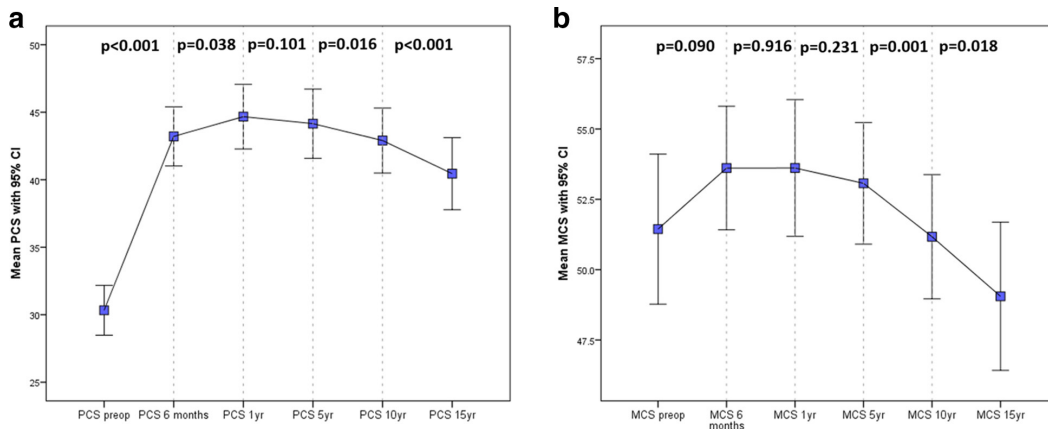 a
p<0.001 p=0.038 p=0.101 p=0.016 p<0.001
50
45
40
35
30
25
Mean PCS with 95% CI
PCS preop PCS 6 months PCS 1yr PCS 5yr PCS 10yr PCS 15yr
b
p=0.090 p=0.916 p=0.231 p=0.001 p=0.018
57.5
55.0
52.5
50.0
47.5
Mean MCS with 95% CI
MCS preop MCS 6 MCS 1yr MCS 5yr MCS 10yr MCS 15yr
months